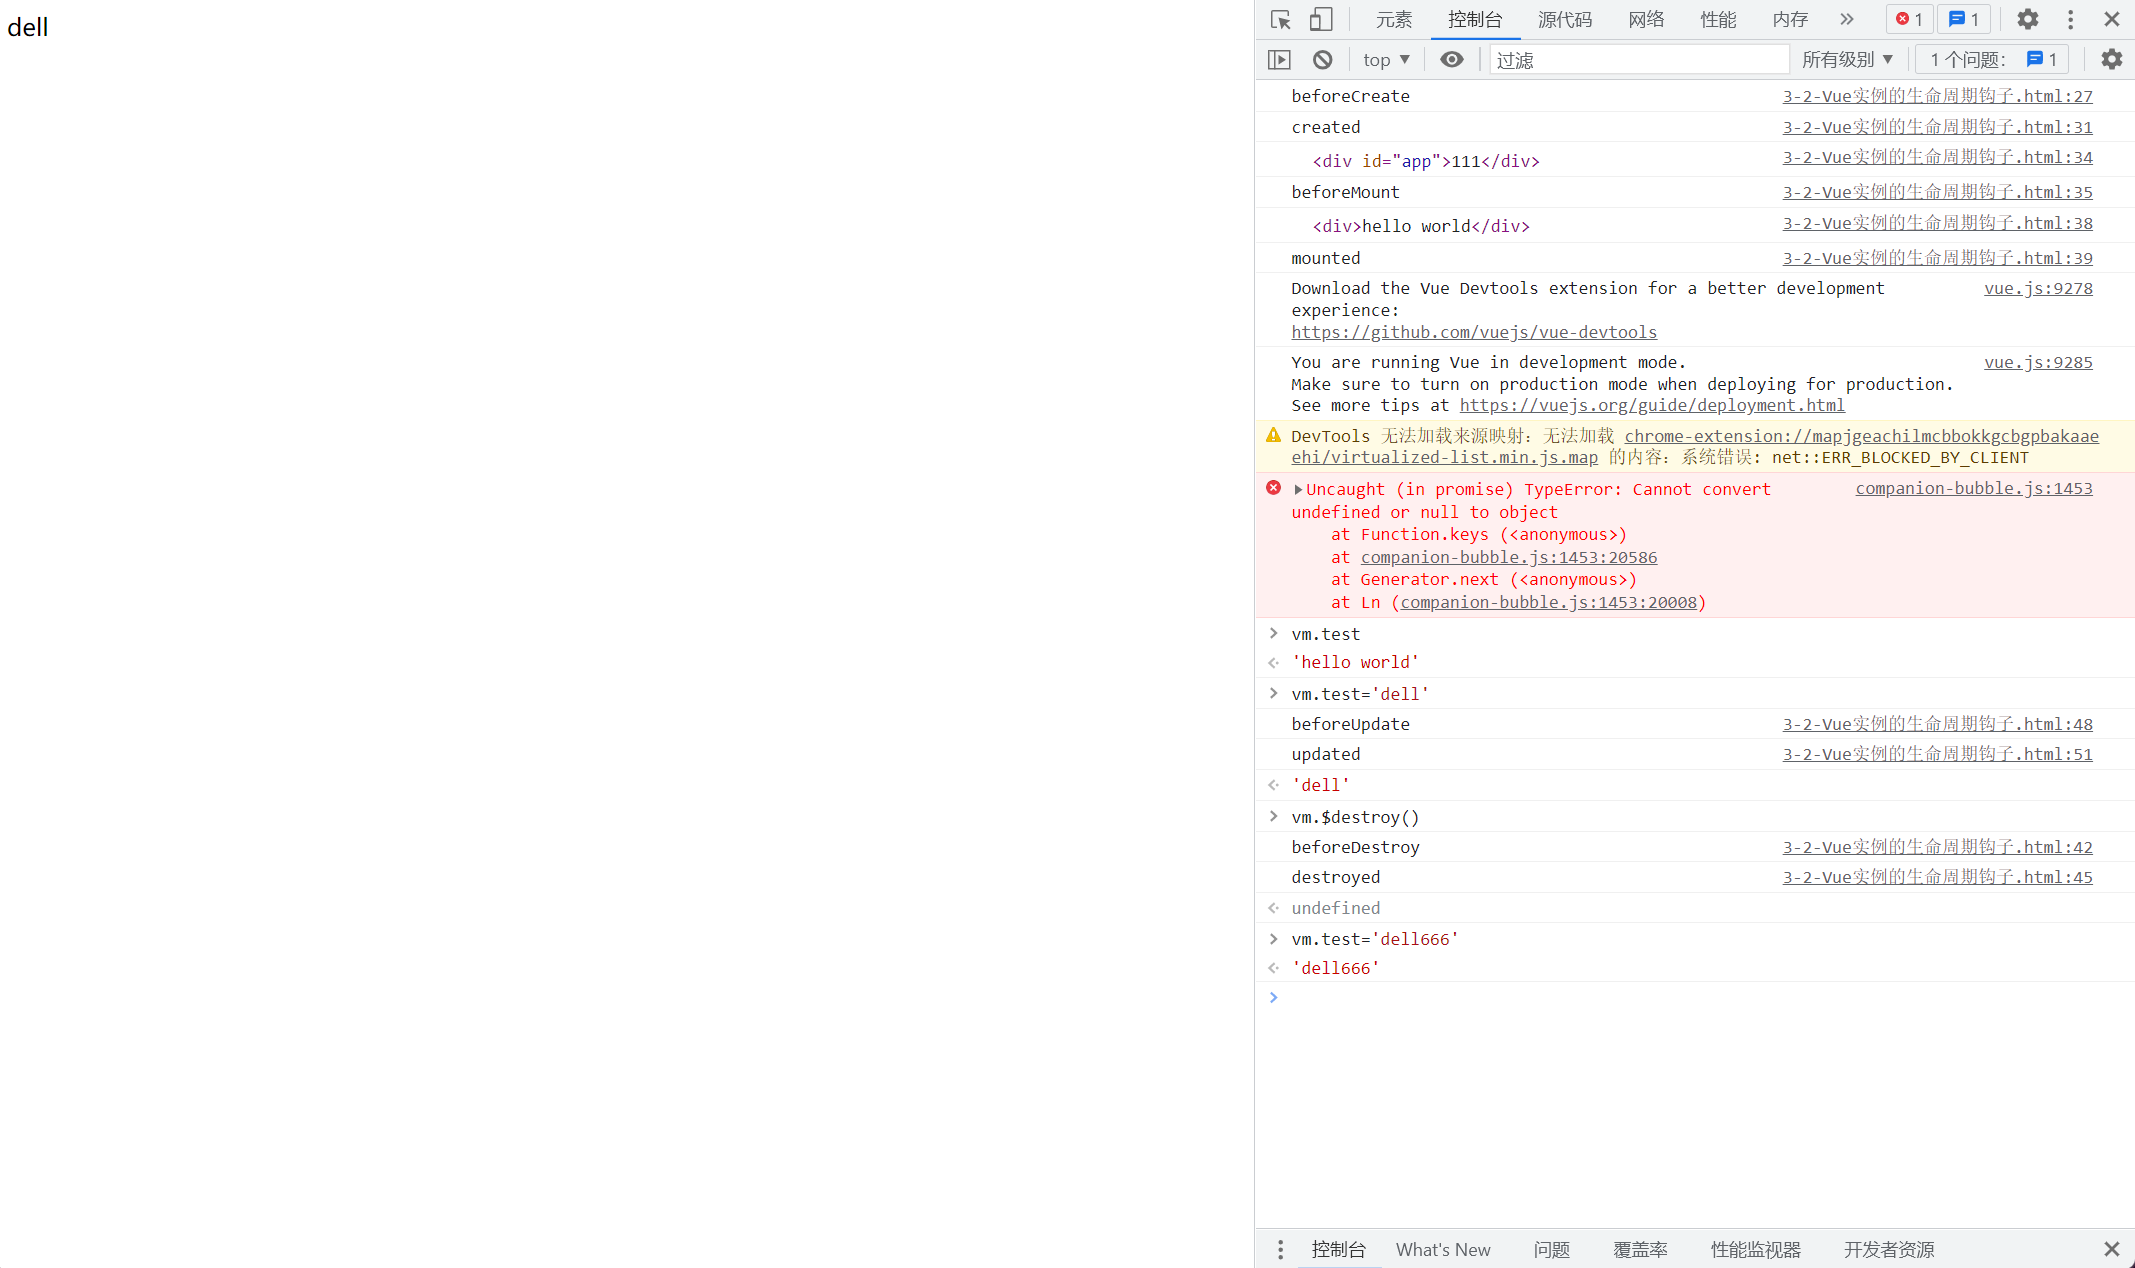 dell
元素 控制台 源代码 网络 性能 内存 1 1
top 过滤 所有级别 1 个问题： 1
beforeCreate 3-2-Vue实例的生命周期钩子.html:27
created 3-2-Vue实例的生命周期钩子.html:31
<div id="app">111</div> 3-2-Vue实例的生命周期钩子.html:34
beforeMount 3-2-Vue实例的生命周期钩子.html:35
<div>hello world</div> 3-2-Vue实例的生命周期钩子.html:38
mounted 3-2-Vue实例的生命周期钩子.html:39
Download the Vue Devtools extension for a better development vue.js:9278
experience:
https://github.com/vuejs/vue-devtools
You are running Vue in development mode. vue.js:9285
Make sure to turn on production mode when deploying for production.
See more tips at https://vuejs.org/guide/deployment.html
DevTools 无法加载来源映射：无法加载 chrome-extension://mapjgeachilmcbbokkgcbgpbakaae
ehi/virtualized-list.min.js.map 的内容：系统错误: net::ERR_BLOCKED_BY_CLIENT
Uncaught (in promise) TypeError: Cannot convert companion-bubble.js:1453
undefined or null to object
at Function.keys (<anonymous>)
at companion-bubble.js:1453:20586
at Generator.next (<anonymous>)
at Ln (companion-bubble.js:1453:20008)
> vm.test
'hello world'
> vm.test='dell'
beforeUpdate 3-2-Vue实例的生命周期钩子.html:48
updated 3-2-Vue实例的生命周期钩子.html:51
'dell'
> vm.$destroy()
beforeDestroy 3-2-Vue实例的生命周期钩子.html:42
destroyed 3-2-Vue实例的生命周期钩子.html:45
undefined
> vm.test='dell666'
'dell666'
>
控制台 What's New 问题 覆盖率 性能监视器 开发者资源